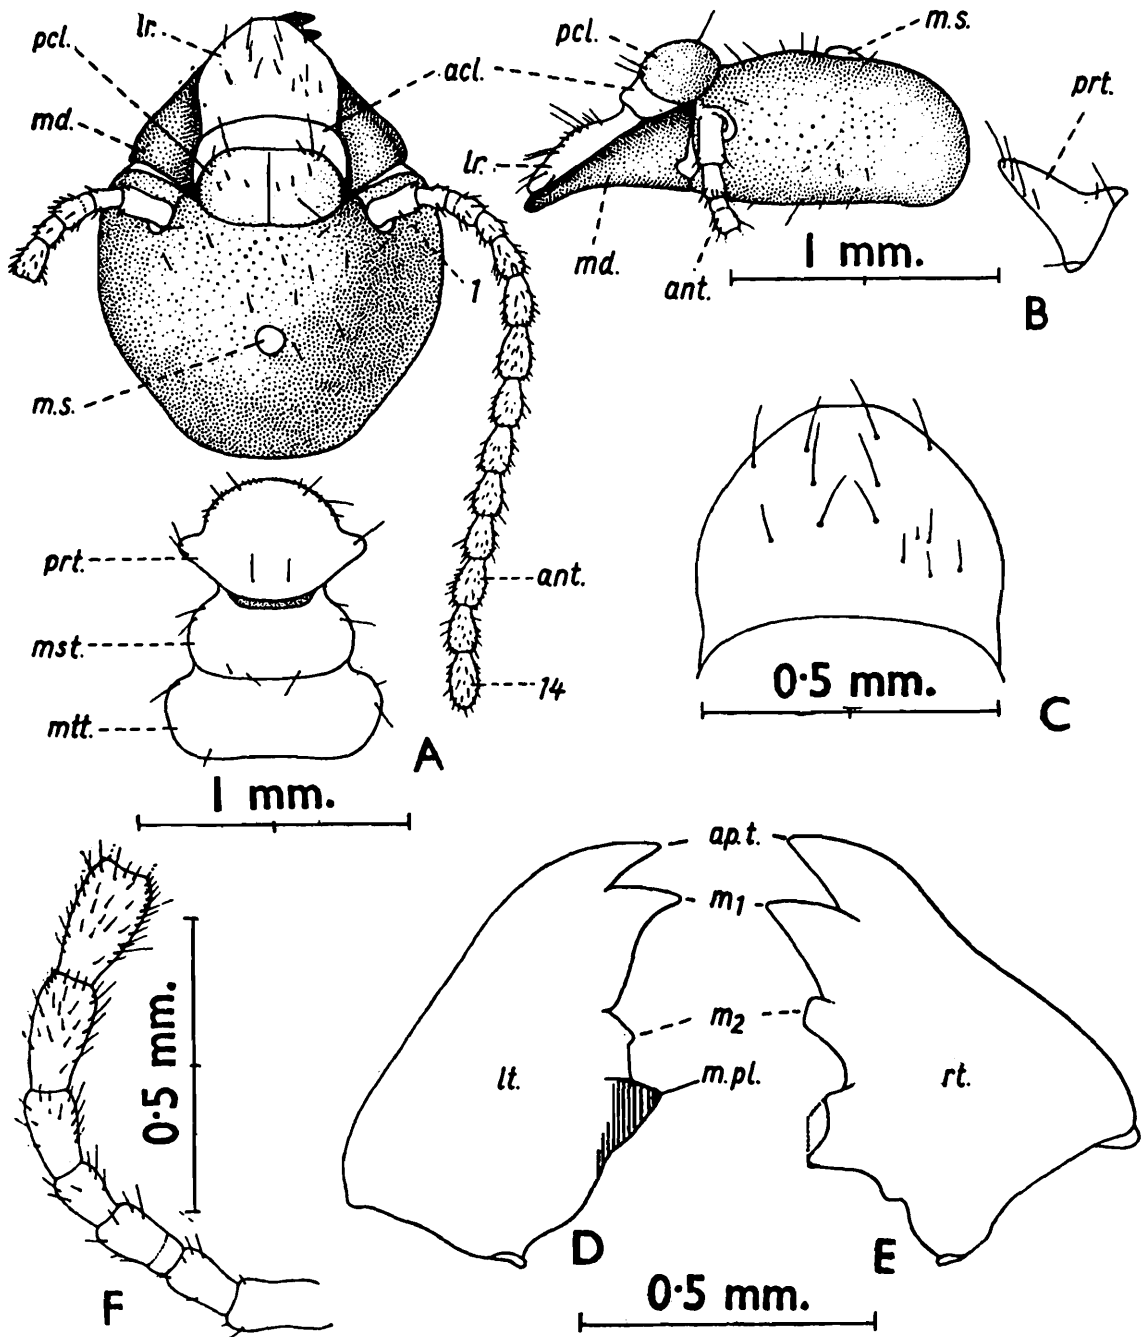 lr.
pcl.
acl.
md.
1
m.s.
prt.
mst.
mtt.
ant.
14
A
1 mm.
pcl.
m.s.
prt.
lr.
md.
ant.
1 mm.
B
0·5 mm.
C
ap.t.
m1
m2
m.pl.
lt.
rt.
D
E
0·5 mm.
0·5 mm.
F